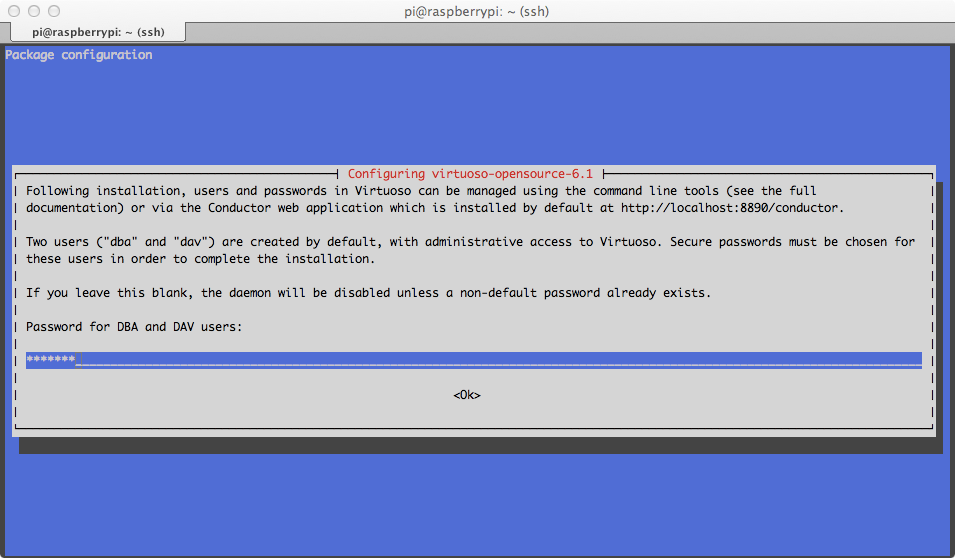 pi@raspberrypi: ~ (ssh)
pi@raspberrypi: ~ (ssh)
Package configuration
Configuring virtuoso-opensource-6.1
Following installation, users and passwords in Virtuoso can be managed using the command line tools (see the full
documentation) or via the Conductor web application which is installed by default at http://localhost:8890/conductor.
Two users ("dba" and "dav") are created by default, with administrative access to Virtuoso. Secure passwords must be chosen for
these users in order to complete the installation.
If you leave this blank, the daemon will be disabled unless a non-default password already exists.
Password for DBA and DAV users:
*******
<Ok>